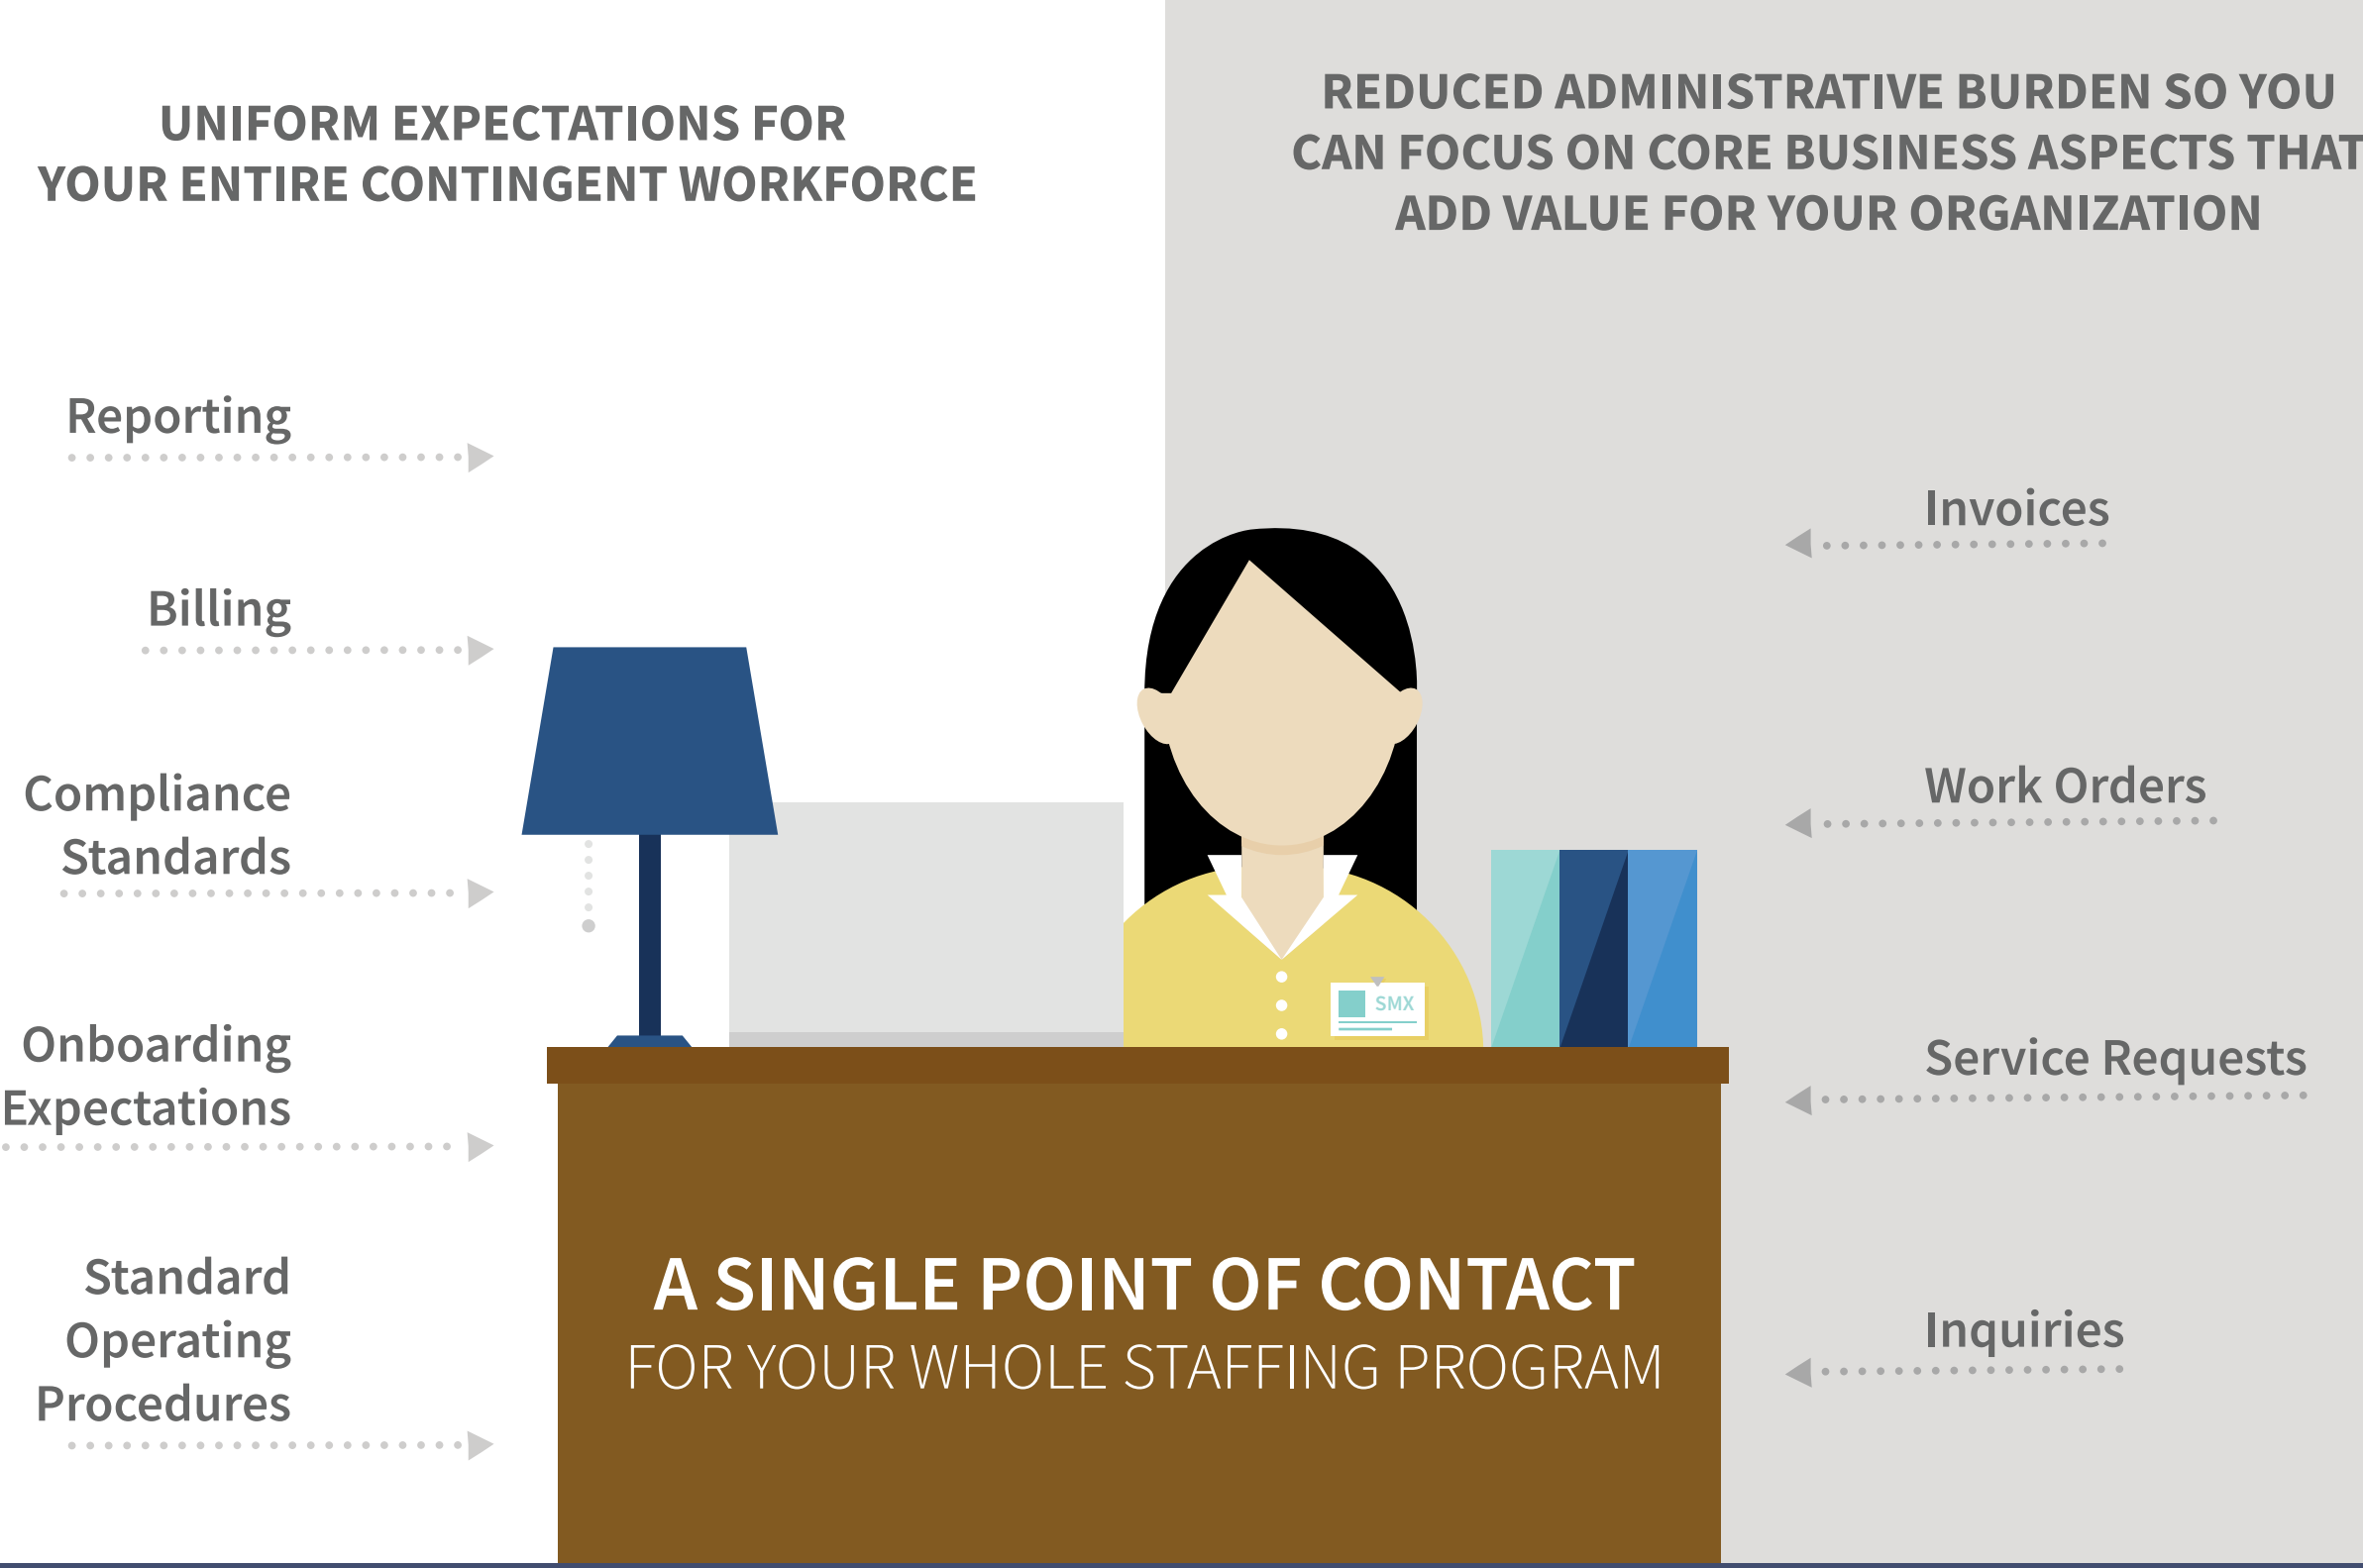 UNIFORM EXPECTATIONS FOR
YOUR ENTIRE CONTINGENT WORKFORCE
REDUCED ADMINISTRATIVE BURDEN SO YOU
CAN FOCUS ON CORE BUSINESS ASPECTS THAT
ADD VALUE FOR YOUR ORGANIZATION
Reporting
Billing
Compliance
Standards
Onboarding
Expectations
Standard
Operating
Procedures
Invoices
Work Orders
Service Requests
Inquiries
SMX
A SINGLE POINT OF CONTACT
FOR YOUR WHOLE STAFFING PROGRAM